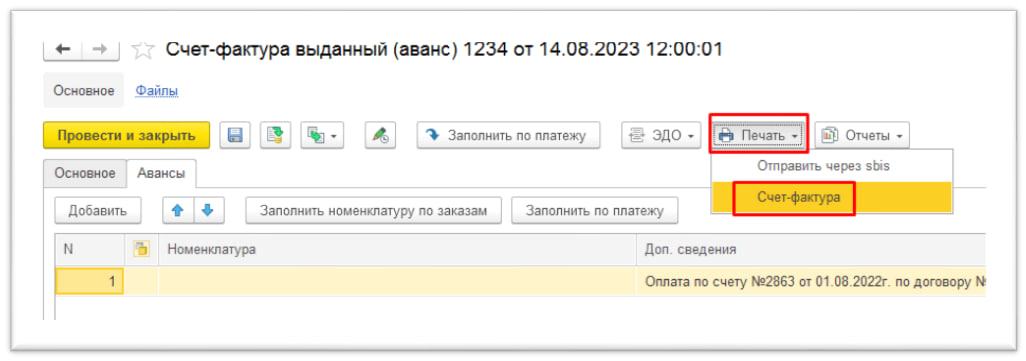 Счет-фактура выданный (аванс) 1234 от 14.08.2023 12:00:01
Основное Файлы
Провести и закрыть Заполнить по платежу ЭДО Печать Отчеты
Отправить через sbis
Основное Авансы
Счет-фактура
Добавить Заполнить номенклатуру по заказам Заполнить по платежу
N Номенклатура Доп. сведения
1 Оплата по счету №2863 от 01.08.2022г. по договору №